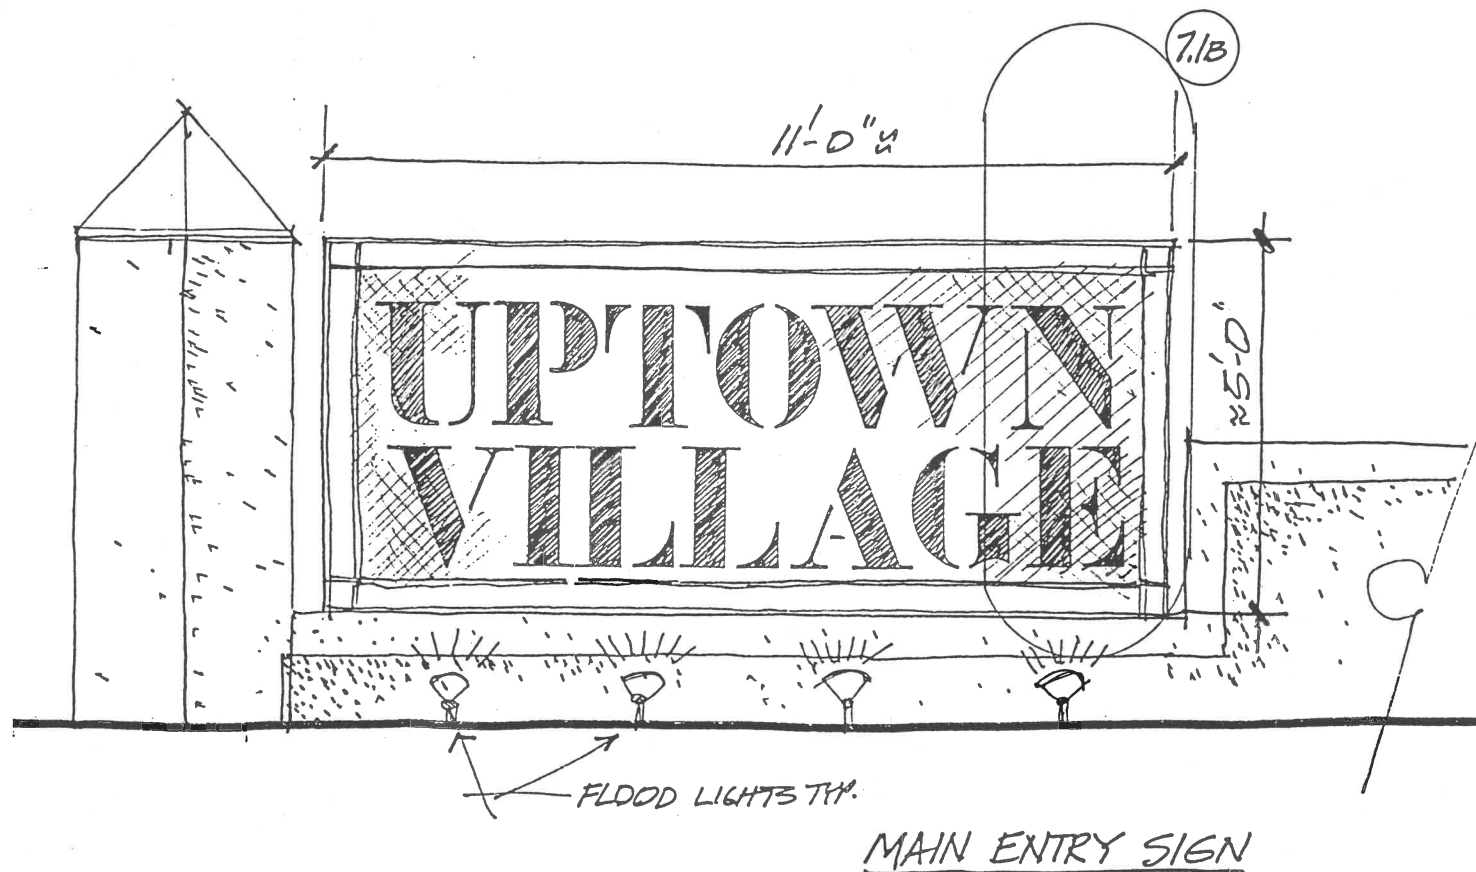 7.1B
11'-0" ≈
UPTOWN
VILLAGE
≈5'-0"
FLOOD LIGHTS TYP.
MAIN ENTRY SIGN